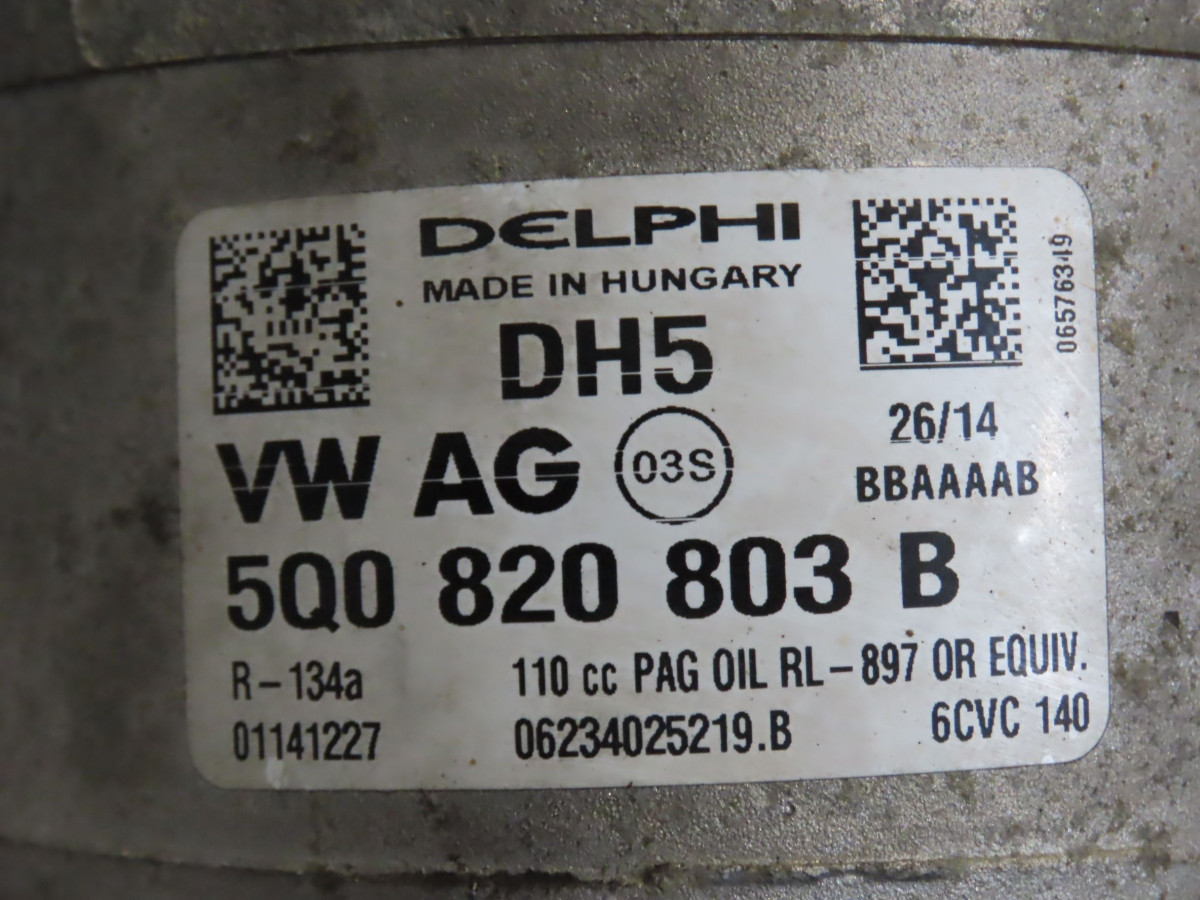 DELPHI
MADE IN HUNGARY
06576349
DH5
26/14
VW AG 03S
BBAAAAB
5Q0 820 803 B
R-134a 110 cc PAG OIL RL-897 OR EQUIV.
01141227 06234025219.B 6CVC 140